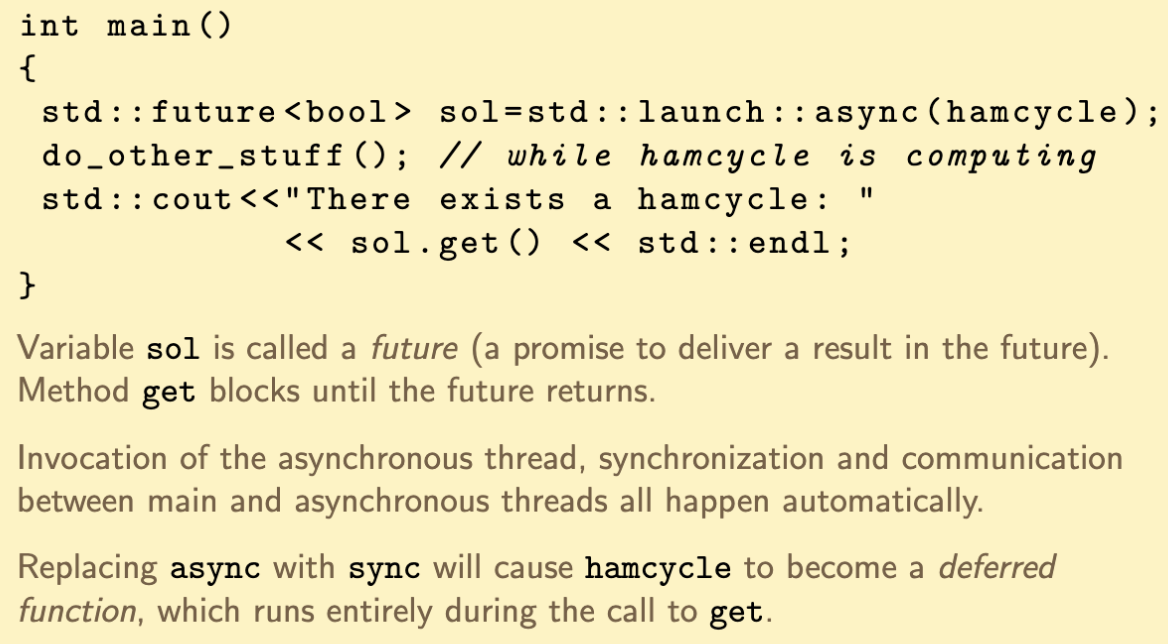 int main()
{
std::future<bool> sol=std::launch::async(hamcycle);
do_other_stuff(); // while hamcycle is computing
std::cout<<"There exists a hamcycle: "
<< sol.get() << std::endl;
}
Variable sol is called a future (a promise to deliver a result in the future).
Method get blocks until the future returns.
Invocation of the asynchronous thread, synchronization and communication
between main and asynchronous threads all happen automatically.
Replacing async with sync will cause hamcycle to become a deferred
function, which runs entirely during the call to get.